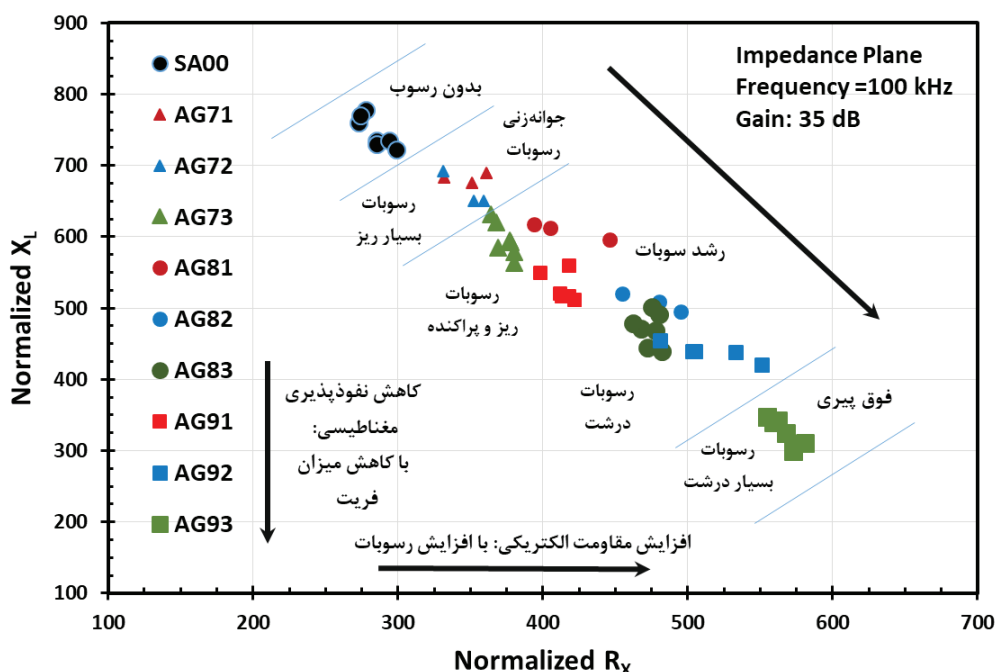 900
800
700
600
500
400
300
200
100
Normalized X_L
SA00
AG71
AG72
AG73
AG81
AG82
AG83
AG91
AG92
AG93
Impedance Plane
Frequency =100 kHz
Gain: 35 dB
بدون رسوب
جوانه‌زنی
رسوبات
رسوبات
بسیار ریز
رشد سوبات
رسوبات
ریز و پراکنده
رسوبات
درشت
فوق پیری
رسوبات
بسیار درشت
کاهش نفوذپذیری
مغناطیسی:
با کاهش میزان
فریت
افزایش مقاومت الکتریکی: با افزایش رسوبات
100 200 300 400 500 600 700
Normalized R_X